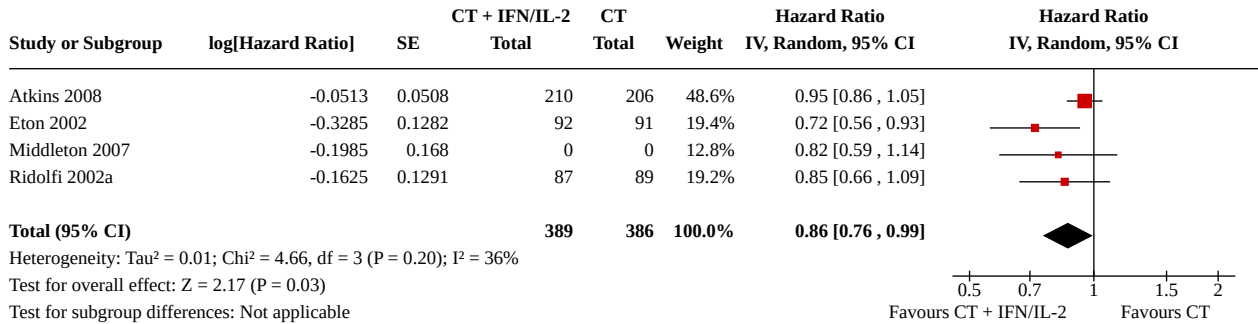 CT + IFN/IL-2 CT Hazard Ratio Hazard Ratio
Study or Subgroup log[Hazard Ratio] SE Total Total Weight IV, Random, 95% CI IV, Random, 95% CI
Atkins 2008 -0.0513 0.0508 210 206 48.6% 0.95 [0.86 , 1.05]
Eton 2002 -0.3285 0.1282 92 91 19.4% 0.72 [0.56 , 0.93]
Middleton 2007 -0.1985 0.168 0 0 12.8% 0.82 [0.59 , 1.14]
Ridolfi 2002a -0.1625 0.1291 87 89 19.2% 0.85 [0.66 , 1.09]
Total (95% CI) 389 386 100.0% 0.86 [0.76 , 0.99]
Heterogeneity: Tau² = 0.01; Chi² = 4.66, df = 3 (P = 0.20); I² = 36%
Test for overall effect: Z = 2.17 (P = 0.03)
0.5 0.7 1 1.5 2
Test for subgroup differences: Not applicable
Favours CT + IFN/IL-2 Favours CT